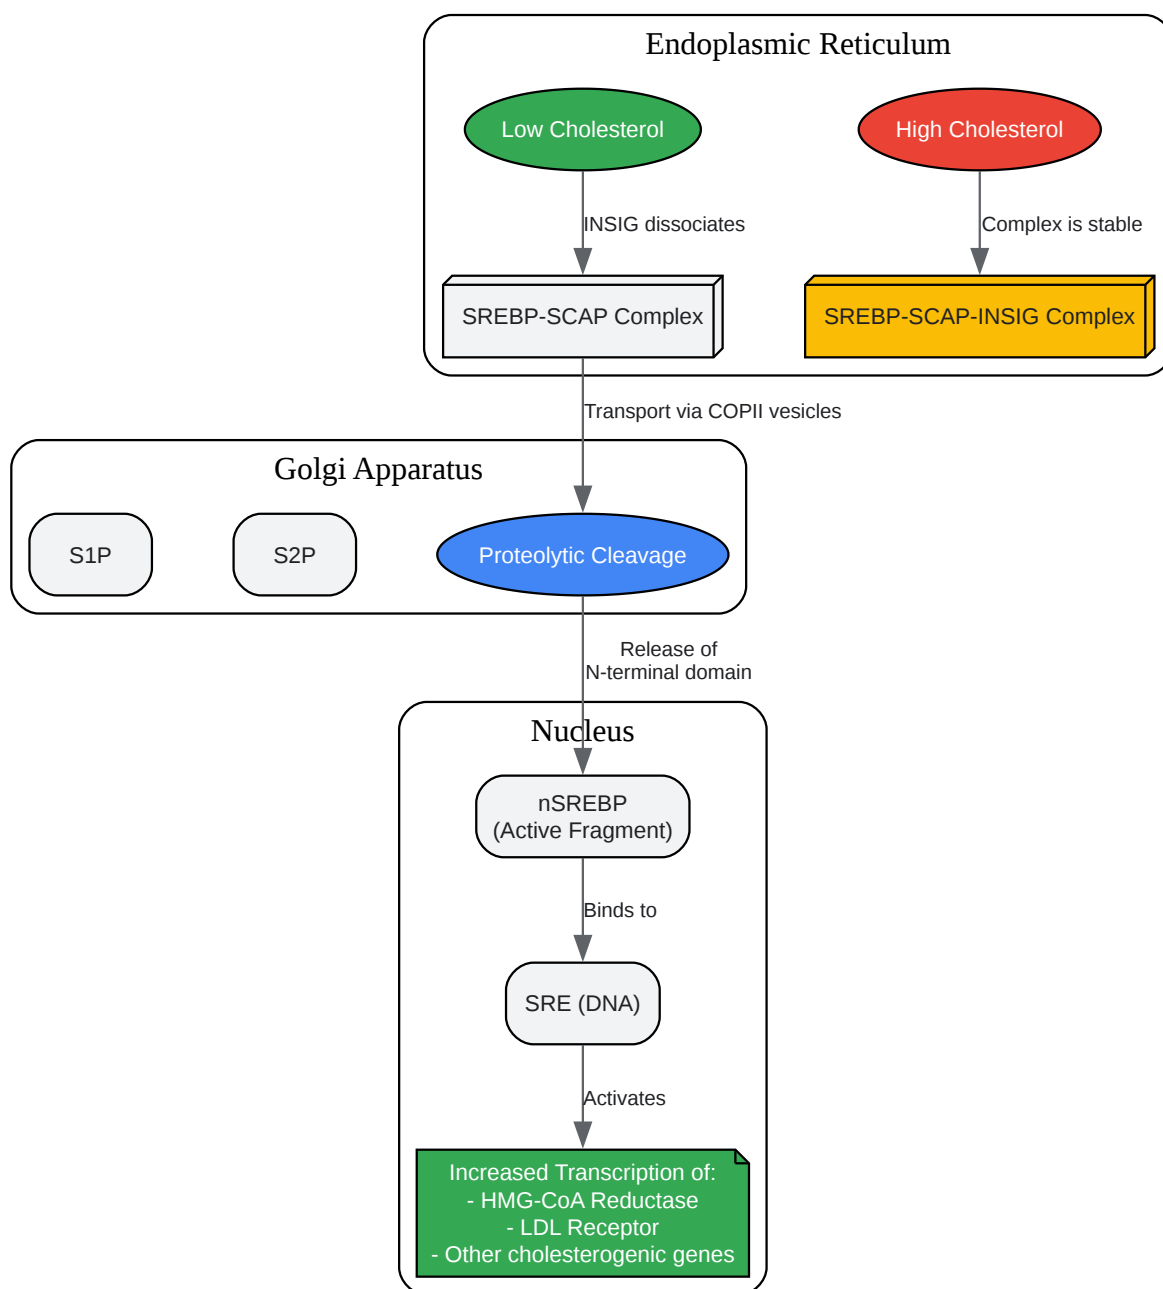 Endoplasmic Reticulum
Low Cholesterol
High Cholesterol
INSIG dissociates
Complex is stable
SREBP-SCAP Complex
SREBP-SCAP-INSIG Complex
Transport via COPII vesicles
Golgi Apparatus
S1P
S2P
Proteolytic Cleavage
Release of
N-terminal domain
Nucleus
nSREBP
(Active Fragment)
Binds to
SRE (DNA)
Activates
Increased Transcription of:
- HMG-CoA Reductase
- LDL Receptor
- Other cholesterogenic genes